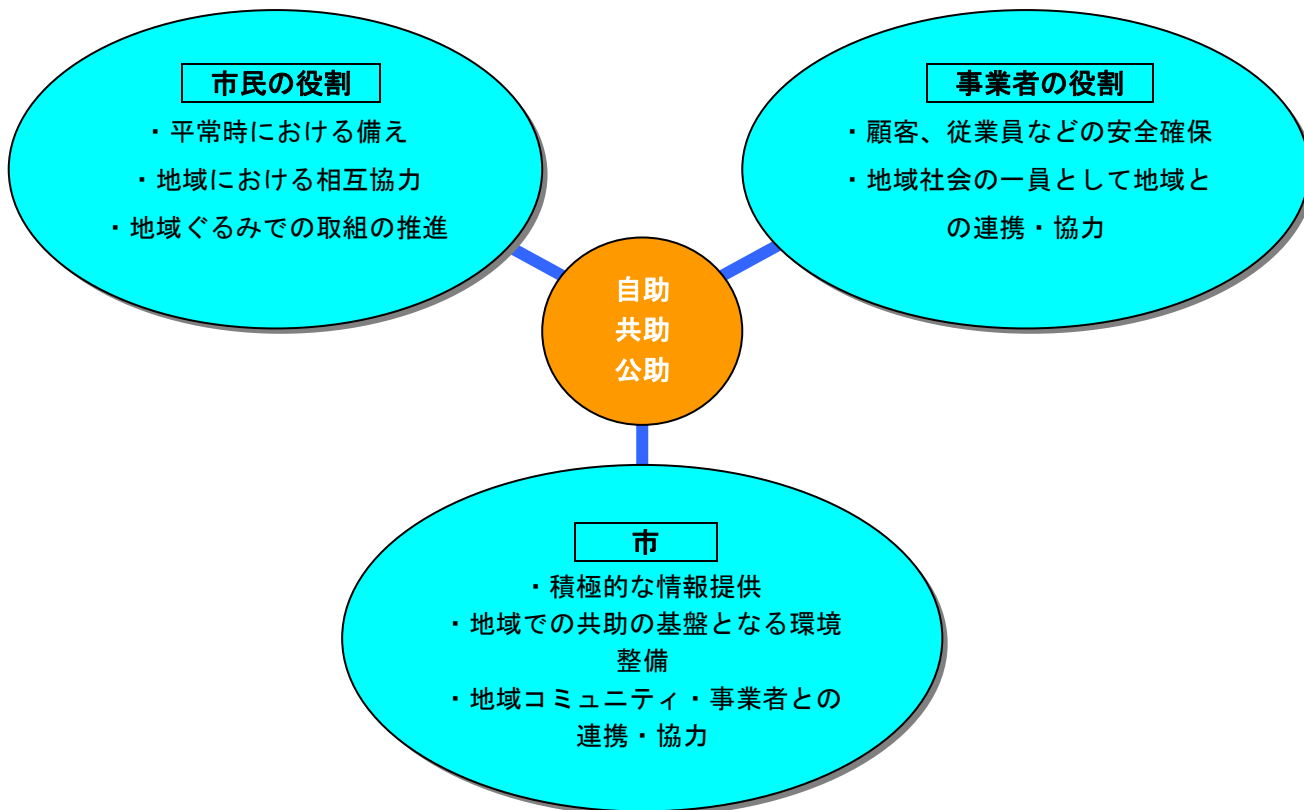 市民の役割
・平常時における備え
・地域における相互協力
・地域ぐるみでの取組の推進
事業者の役割
・顧客、従業員などの安全確保
・地域社会の一員として地域と
の連携・協力
自助
共助
公助
市
・積極的な情報提供
・地域での共助の基盤となる環境
整備
・地域コミュニティ・事業者との
連携・協力